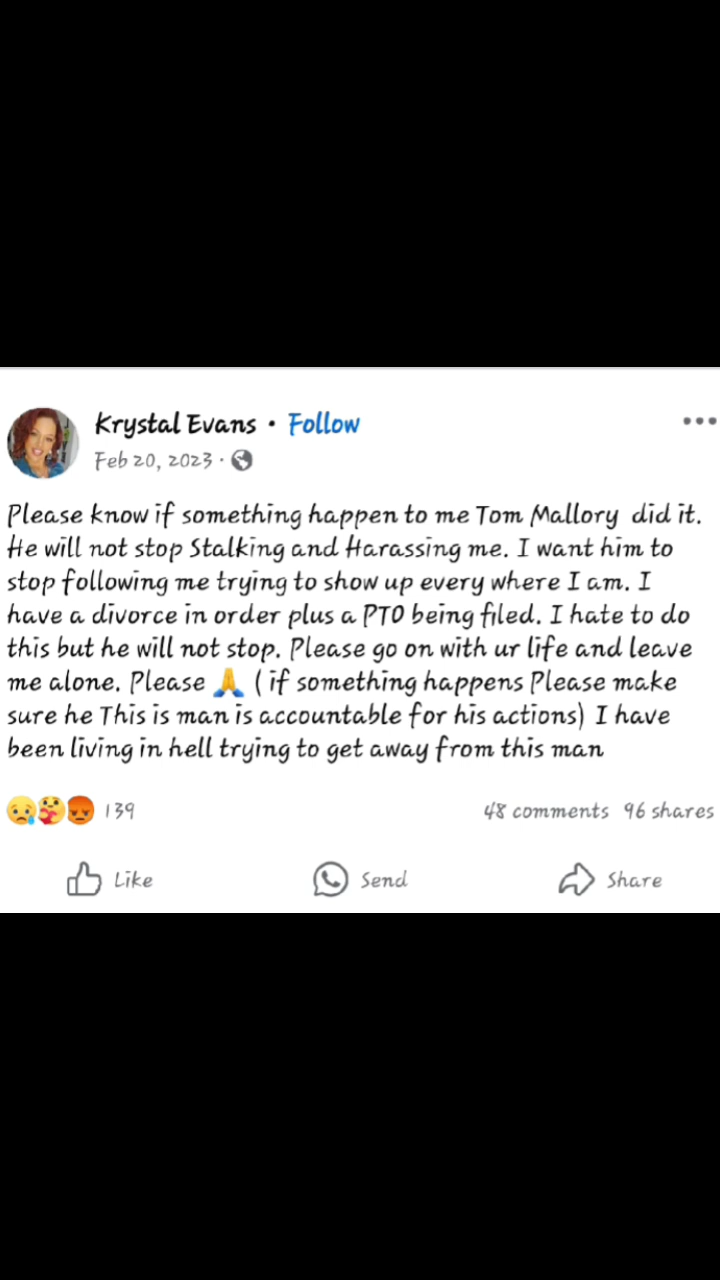 Krystal Evans • Follow
Feb 20, 2023 ·
Please know if something happen to me Tom Mallory did it.
He will not stop Stalking and Harassing me. I want him to
stop following me trying to show up every where I am. I
have a divorce in order plus a PTO being filed. I hate to do
this but he will not stop. Please go on with ur life and leave
me alone. Please 🙏 ( if something happens Please make
sure he This is man is accountable for his actions) I have
been living in hell trying to get away from this man
139 48 comments 96 shares
Like Send Share